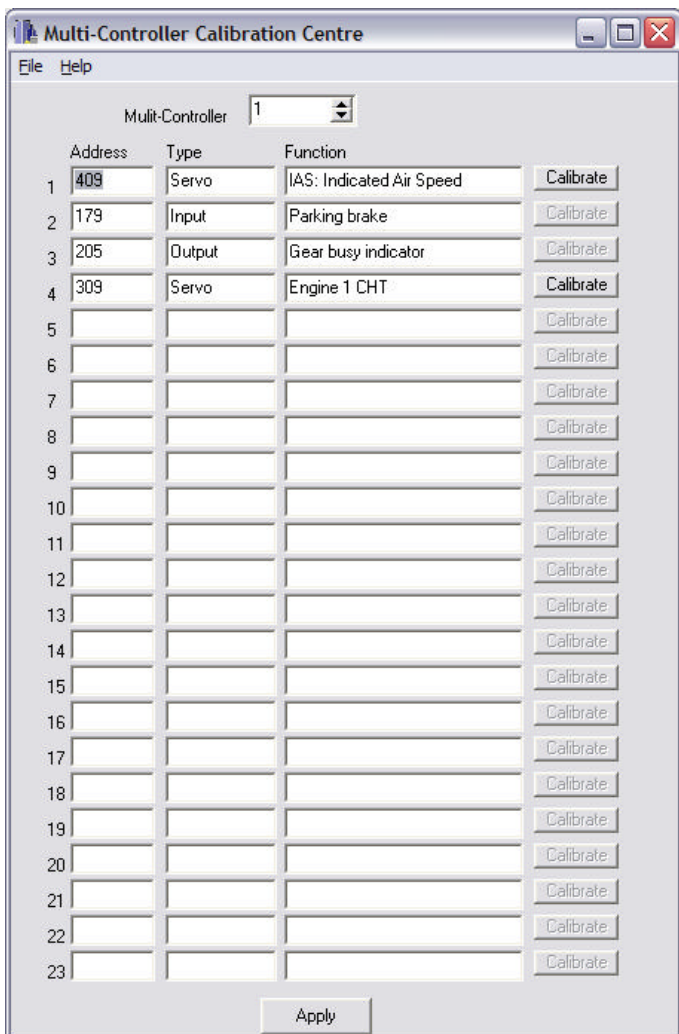 Multi-Controller Calibration Centre
File Help
Mulit-Controller 1
Address Type Function
1 409 Servo IAS: Indicated Air Speed Calibrate
2 179 Input Parking brake Calibrate
3 205 Output Gear busy indicator Calibrate
4 309 Servo Engine 1 CHT Calibrate
5 Calibrate
6 Calibrate
7 Calibrate
8 Calibrate
9 Calibrate
10 Calibrate
11 Calibrate
12 Calibrate
13 Calibrate
14 Calibrate
15 Calibrate
16 Calibrate
17 Calibrate
18 Calibrate
19 Calibrate
20 Calibrate
21 Calibrate
22 Calibrate
23 Calibrate
Apply